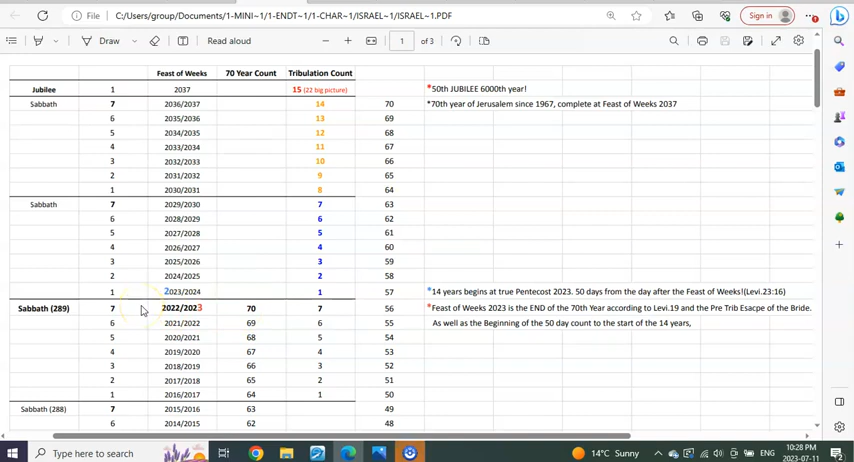 C:/Users/group/Documents/1-MINI~1/1-ENDT~1/1-CHAR~1/ISRAEL~1/ISRAEL~1.PDF
Sign in
Draw
Read aloud
1 of 3
Feast of Weeks 70 Year Count Tribulation Count
Jubilee 1 2037 15 (22 big picture) *50th JUBILEE 6000th year!
Sabbath 7 2036/2037 14 70 *70th year of Jerusalem since 1967, complete at Feast of Weeks 2037
6 2035/2036 13 69
5 2034/2035 12 68
4 2033/2034 11 67
3 2032/2033 10 66
2 2031/2032 9 65
1 2030/2031 8 64
Sabbath 7 2029/2030 7 63
6 2028/2029 6 62
5 2027/2028 5 61
4 2026/2027 4 60
3 2025/2026 3 59
2 2024/2025 2 58
1 2023/2024 1 57 *14 years begins at true Pentecost 2023. 50 days from the day after the Feast of Weeks!(Levi.23:16)
Sabbath (289) 7 2022/2023 70 7 56 *Feast of Weeks 2023 is the END of the 70th Year according to Levi.19 and the Pre Trib Esacpe of the Bride.
6 2021/2022 69 6 55 As well as the Beginning of the 50 day count to the start of the 14 years,
5 2020/2021 68 5 54
4 2019/2020 67 4 53
3 2018/2019 66 3 52
2 2017/2018 65 2 51
1 2016/2017 64 1 50
Sabbath (288) 7 2015/2016 63 49
6 2014/2015 62 48
Type here to search
14°C Sunny
ENG
10:28 PM
2023-07-11